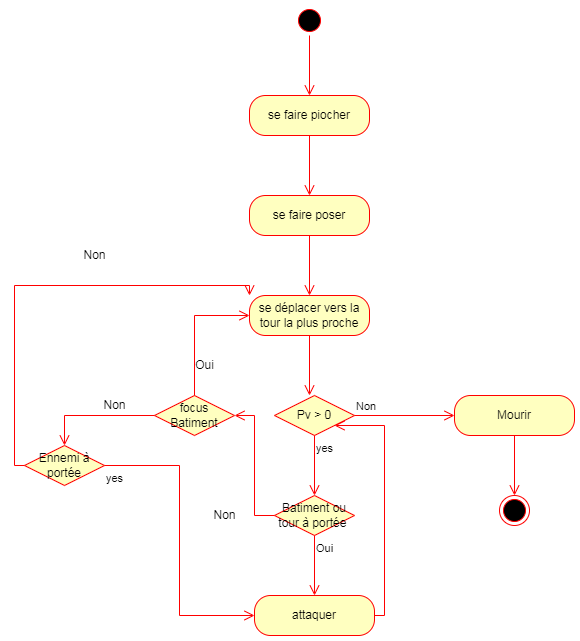 se faire piocher
se faire poser
Non
se déplacer vers la
tour la plus proche
Oui
focus
Batiment
Non
Pv > 0
Non
Mourir
yes
Ennemi à
portée
yes
Batiment ou
tour à portée
Non
Oui
attaquer